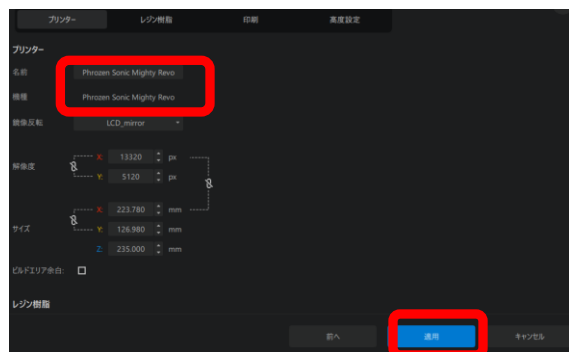 プリンター レジン樹脂 印刷 高度設定
プリンター
名前 Phrozen Sonic Mighty Revo
機種 Phrozen Sonic Mighty Revo
鏡像反転 LCD_mirror
解像度 X: 13320 px
Y: 5120 px
サイズ X: 223.780 mm
Y: 126.980 mm
Z: 235.000 mm
ビルドエリア余白:
レジン樹脂
前へ 適用 キャンセル